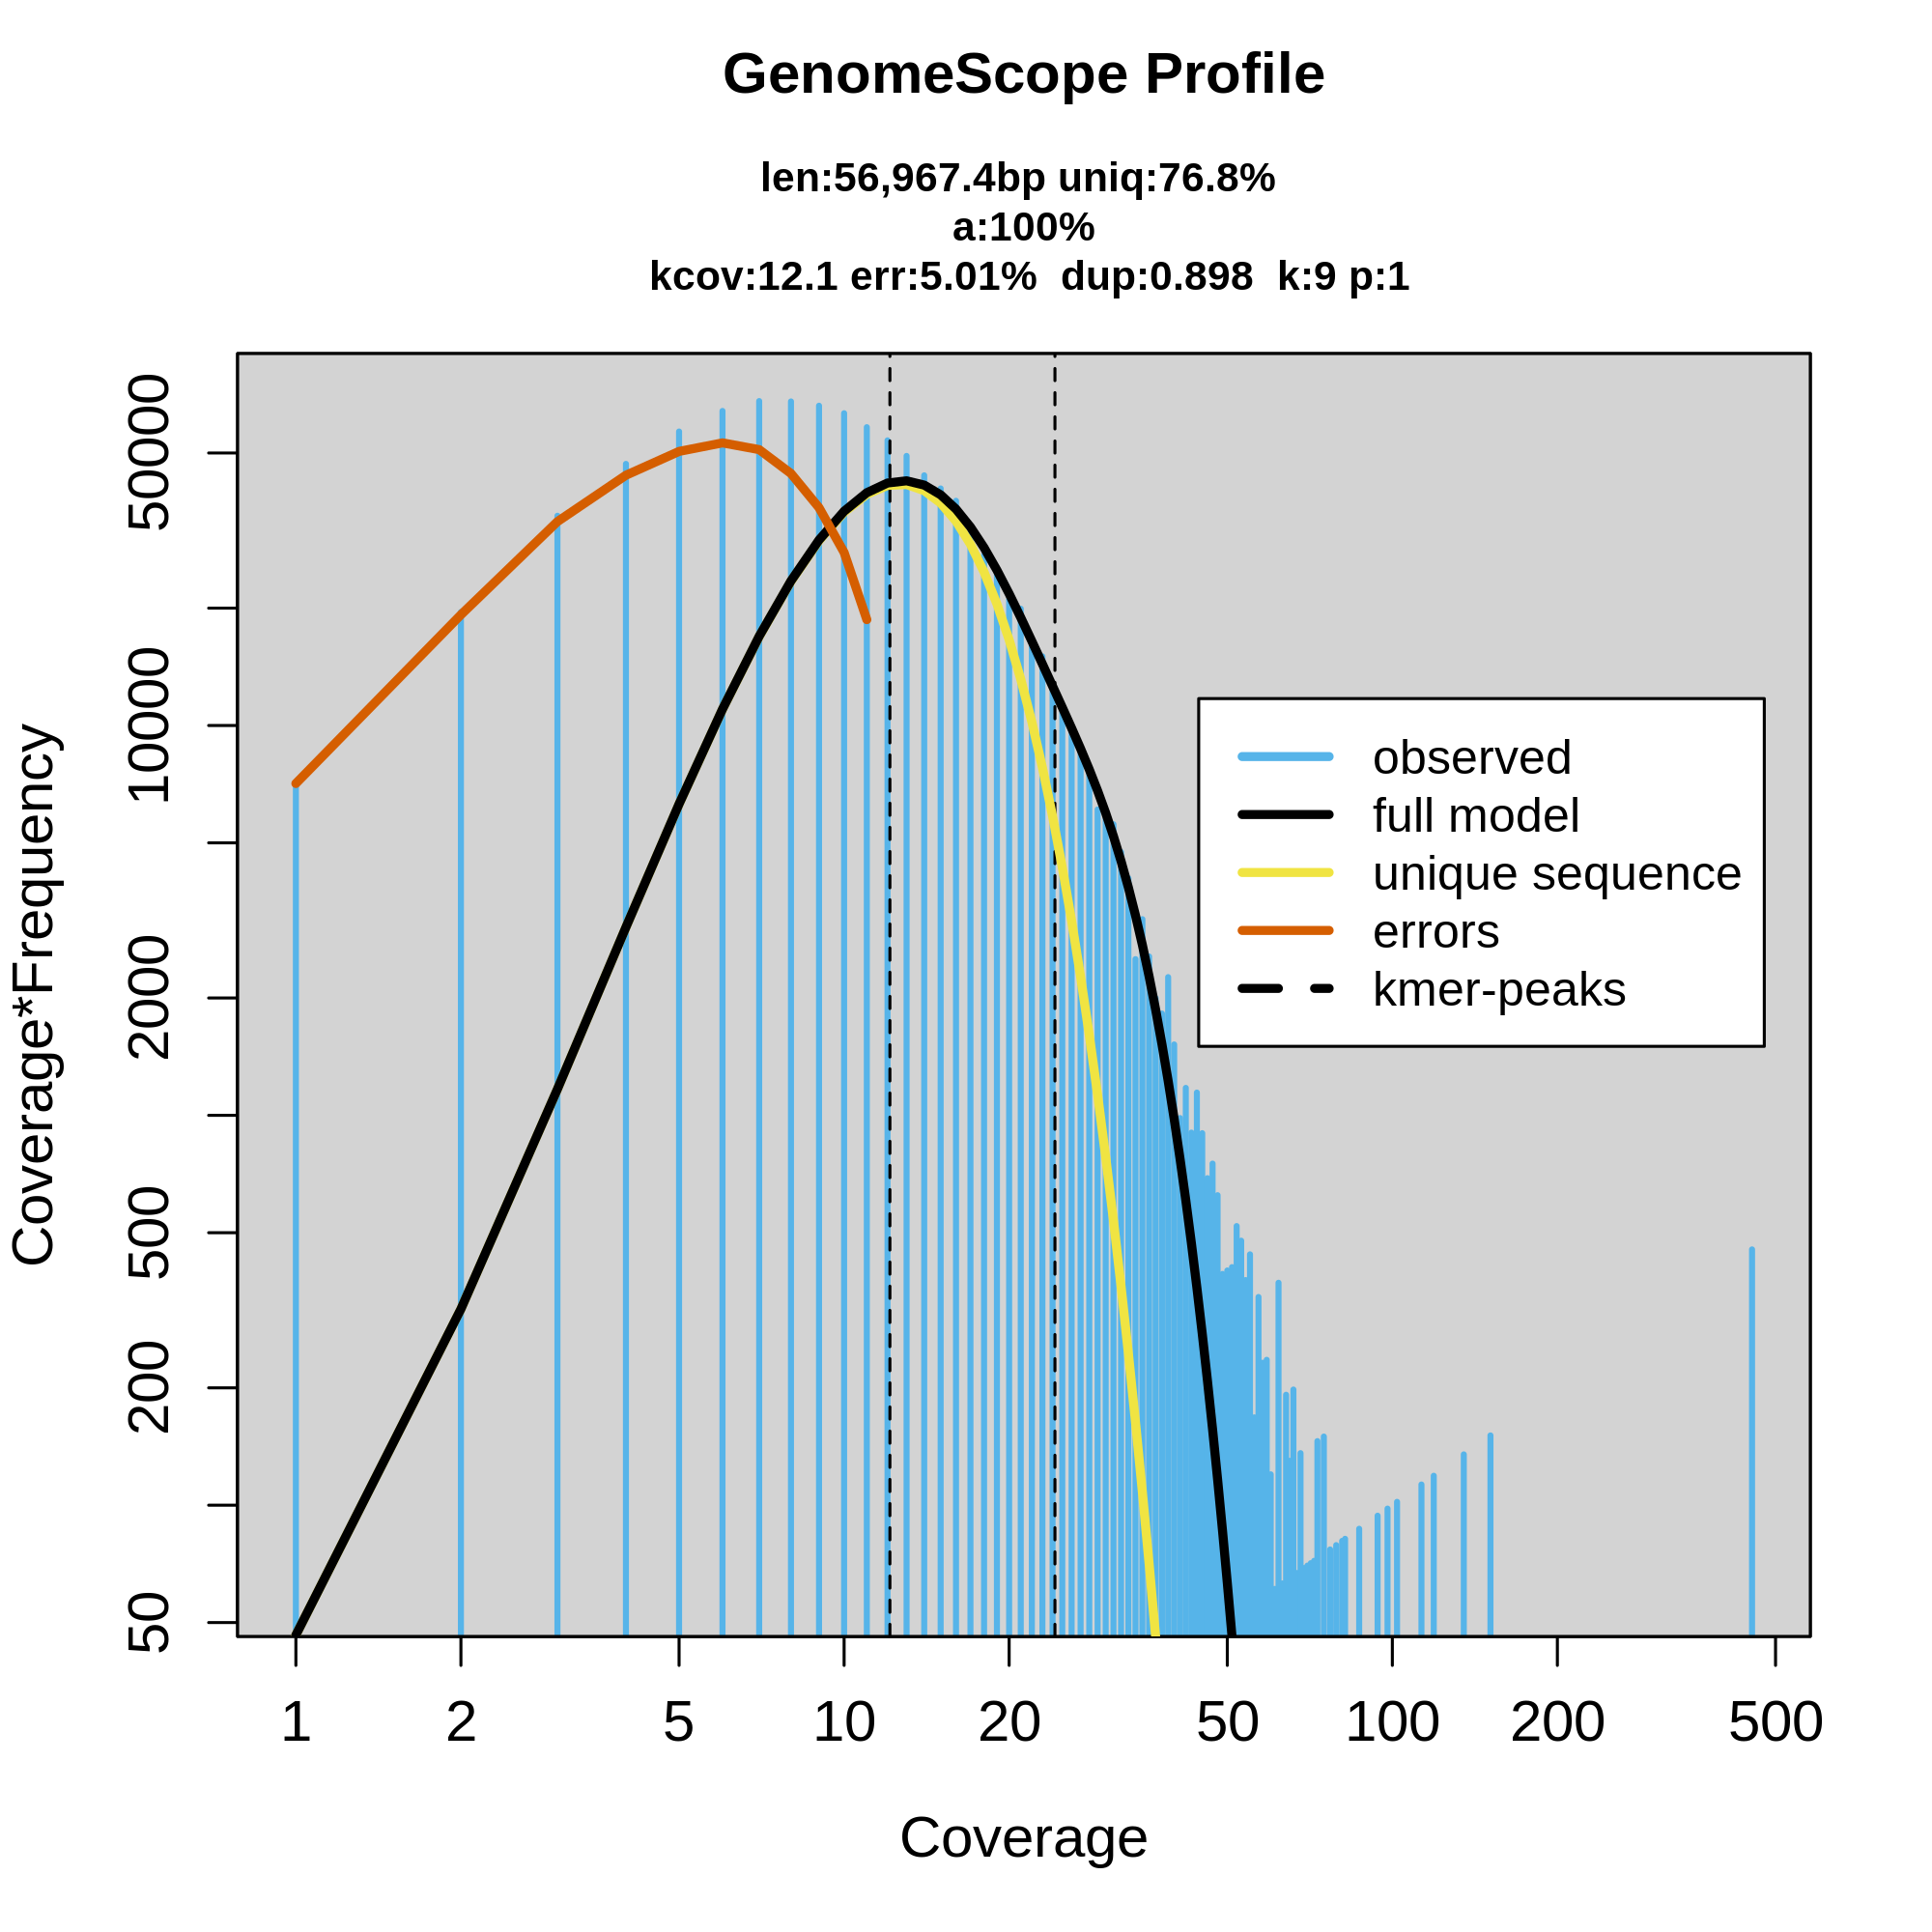 GenomeScope Profile
len:56,967.4bp uniq:76.8%
a:100%
kcov:12.1 err:5.01% dup:0.898 k:9 p:1
Coverage*Frequency
50000
10000
2000
500
200
50
observed
full model
unique sequence
errors
kmer-peaks
1 2 5 10 20 50 100 200 500
Coverage